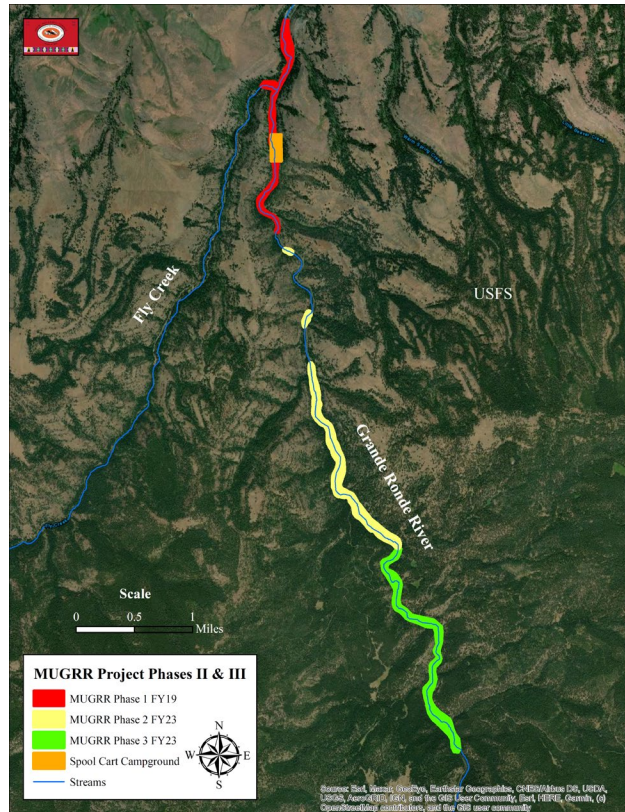 Fly Creek
USFS
Grande Ronde River
Scale
0 0.5 1
Miles
MUGRR Project Phases II & III
MUGRR Phase 1 FY19
MUGRR Phase 2 FY23
MUGRR Phase 3 FY23
Spool Cart Campground
Streams
N
W E
S
Source: Esri, Maxar, GeoEye, Earthstar Geographics, CNES/Airbus DS, USDA,
USGS, AeroGRID, IGN, and the GIS User Community, Esri, HERE, Garmin, (c)
OpenStreetMap contributors, and the GIS user community